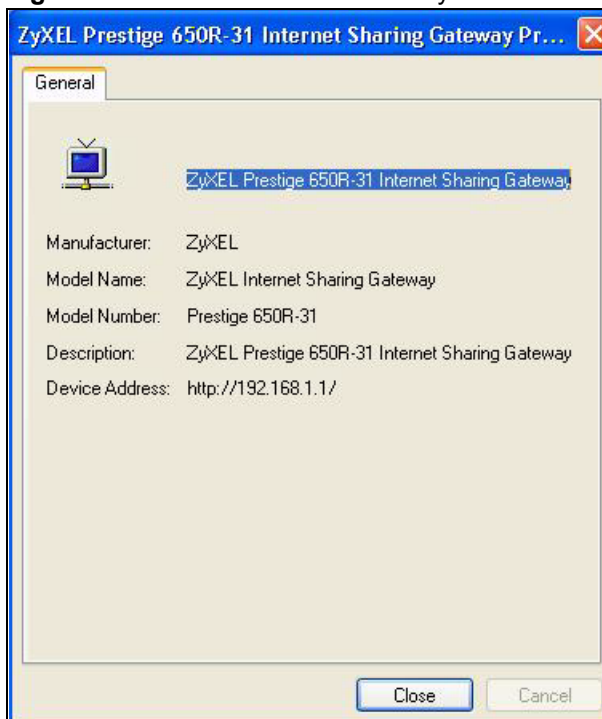 ZyXEL Prestige 650R-31 Internet Sharing Gateway Pr...
General
ZyXEL Prestige 650R-31 Internet Sharing Gateway
Manufacturer: ZyXEL
Model Name: ZyXEL Internet Sharing Gateway
Model Number: Prestige 650R-31
Description: ZyXEL Prestige 650R-31 Internet Sharing Gateway
Device Address: http://192.168.1.1/
Close Cancel